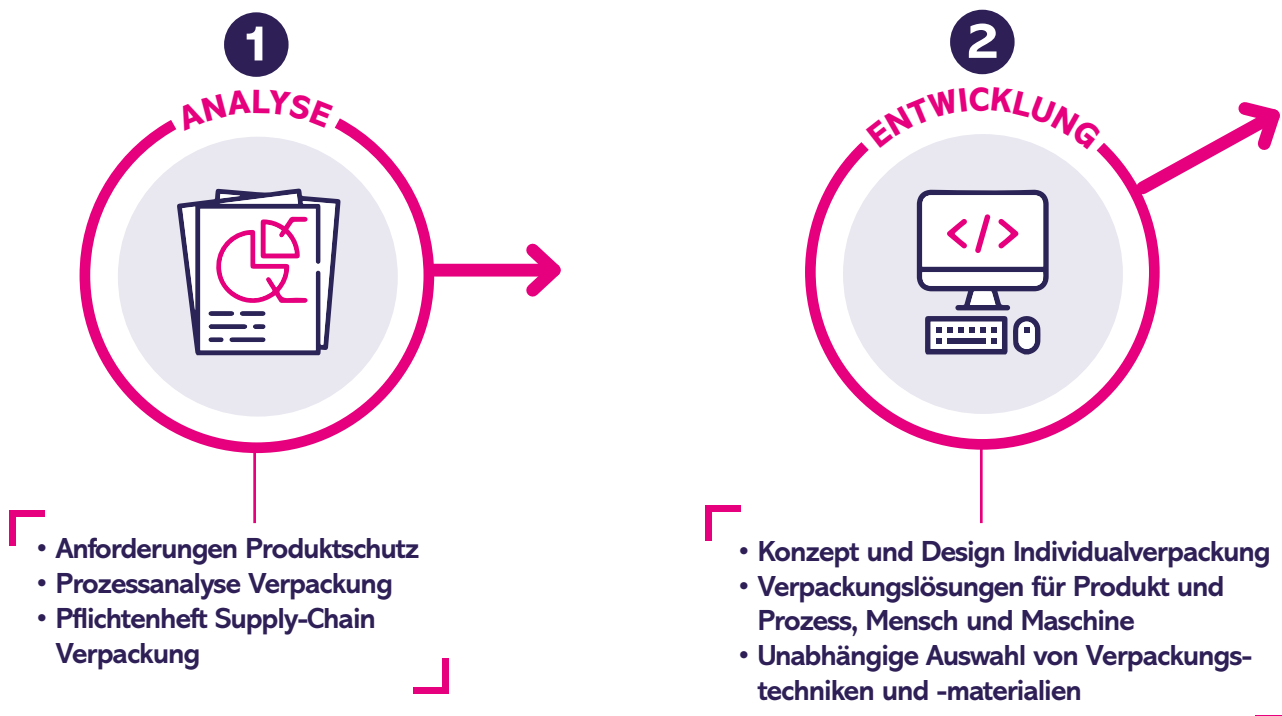 1
ANALYSE
• Anforderungen Produktschutz
• Prozessanalyse Verpackung
• Pflichtenheft Supply-Chain
Verpackung
2
ENTWICKLUNG
</>
• Konzept und Design Individualverpackung
• Verpackungslösungen für Produkt und
Prozess, Mensch und Maschine
• Unabhängige Auswahl von Verpackungs-
techniken und -materialien